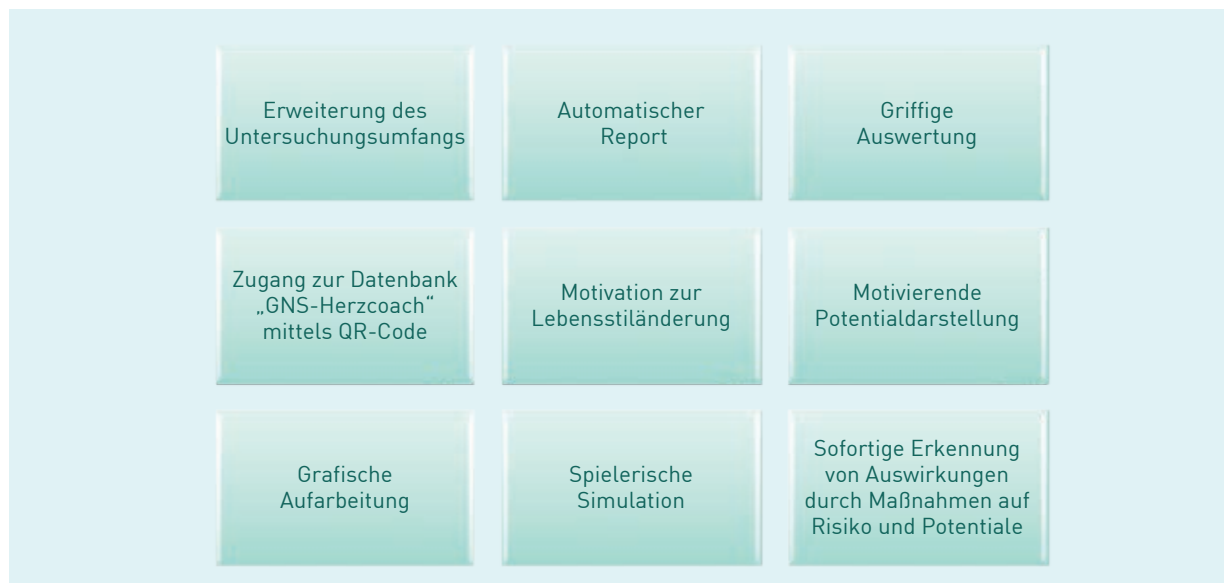 Erweiterung des
Untersuchungsumfangs
Automatischer
Report
Griffige
Auswertung
Zugang zur Datenbank
„GNS-Herzcoach“
mittels QR-Code
Motivation zur
Lebensstiländerung
Motivierende
Potentialdarstellung
Grafische
Aufarbeitung
Spielerische
Simulation
Sofortige Erkennung
von Auswirkungen
durch Maßnahmen auf
Risiko und Potentiale